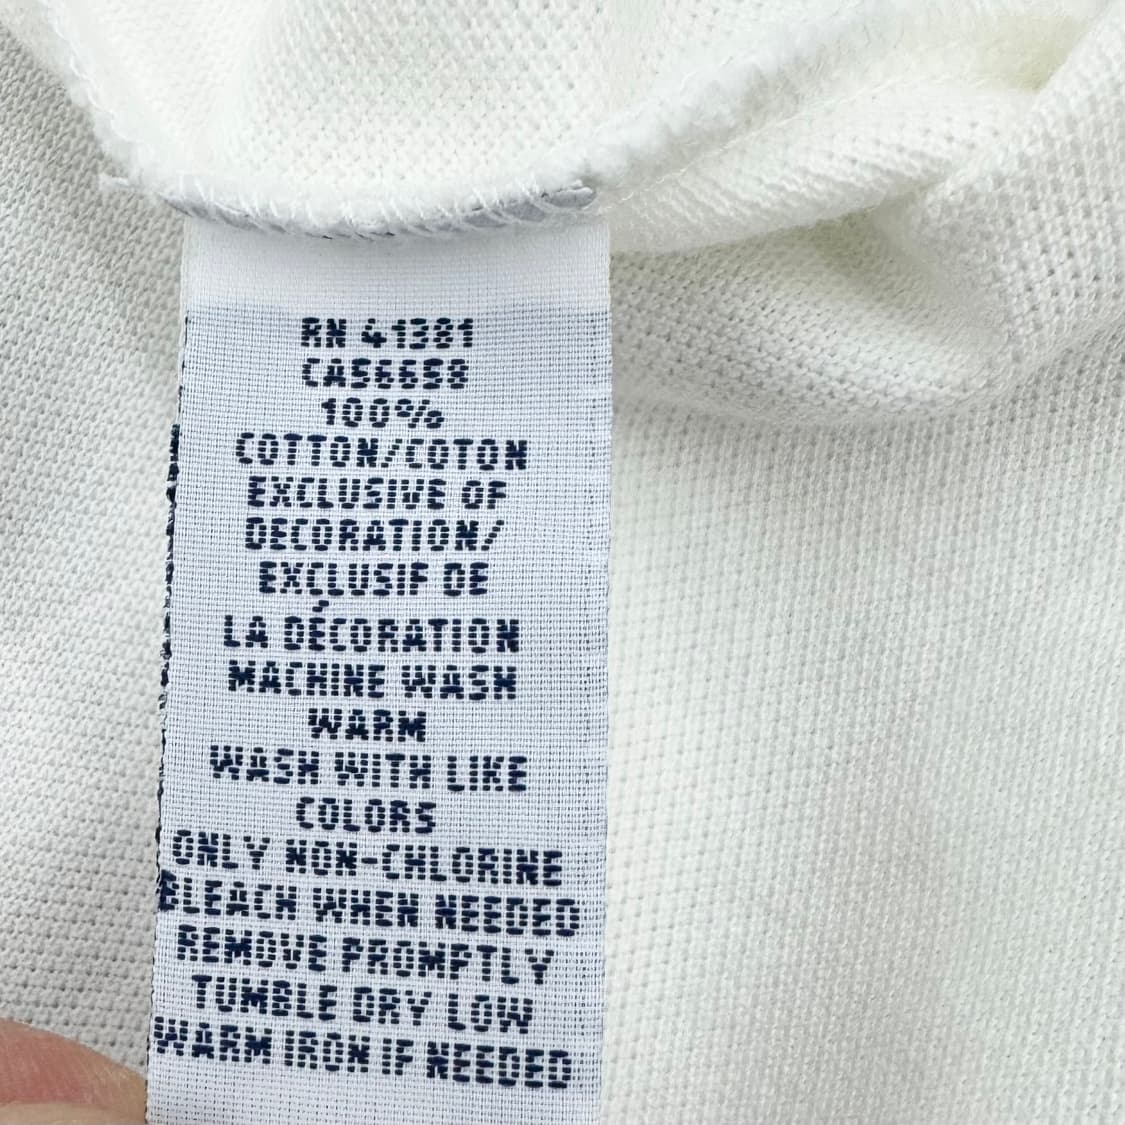 RN 41381
CA56658
100%
COTTON/COTON
EXCLUSIVE OF
DECORATION/
EXCLUSIF DE
LA DÉCORATION
MACHINE WASH
WARM
WASH WITH LIKE
COLORS
ONLY NON-CHLORINE
BLEACH WHEN NEEDED
REMOVE PROMPTLY
TUMBLE DRY LOW
WARM IRON IF NEEDED